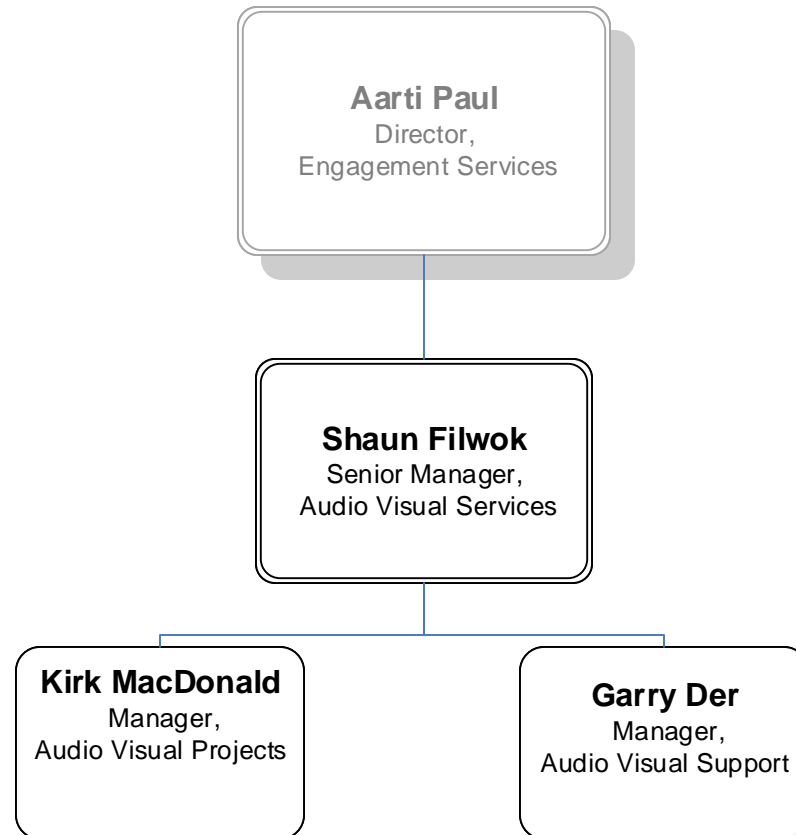 Aarti Paul
Director,
Engagement Services
Shaun Filwok
Senior Manager,
Audio Visual Services
Kirk MacDonald
Manager,
Audio Visual Projects
Garry Der
Manager,
Audio Visual Support